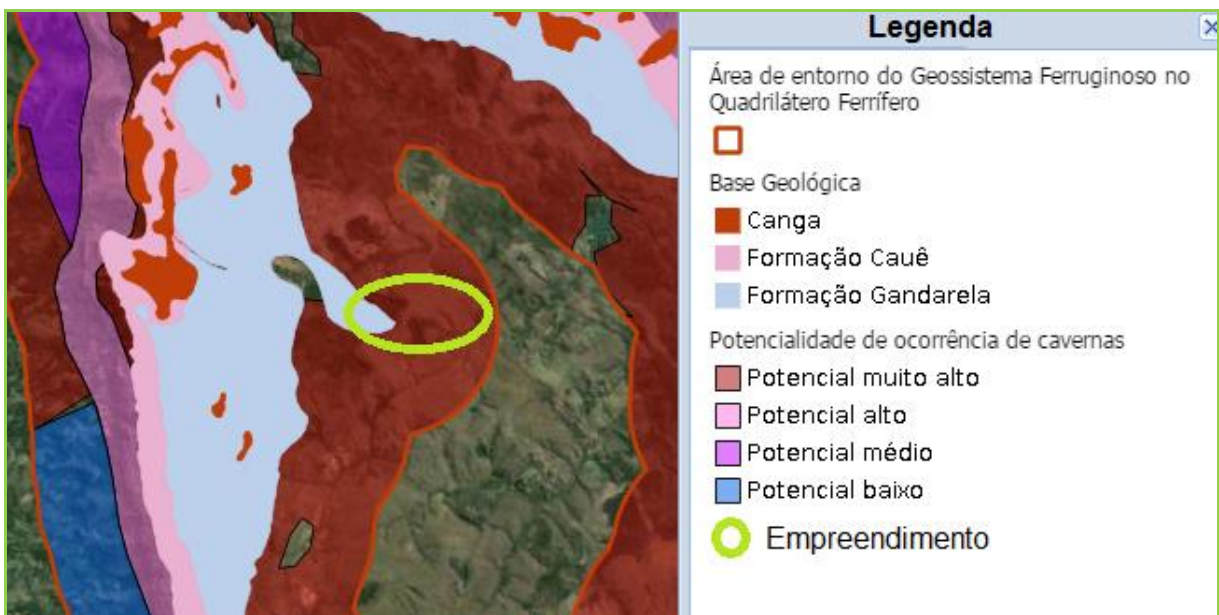 Legenda
Área de entorno do Geossistema Ferruginoso no
Quadrilátero Ferrífero
Base Geológica
Canga
Formação Cauê
Formação Gandarela
Potencialidade de ocorrência de cavernas
Potencial muito alto
Potencial alto
Potencial médio
Potencial baixo
Empreendimento